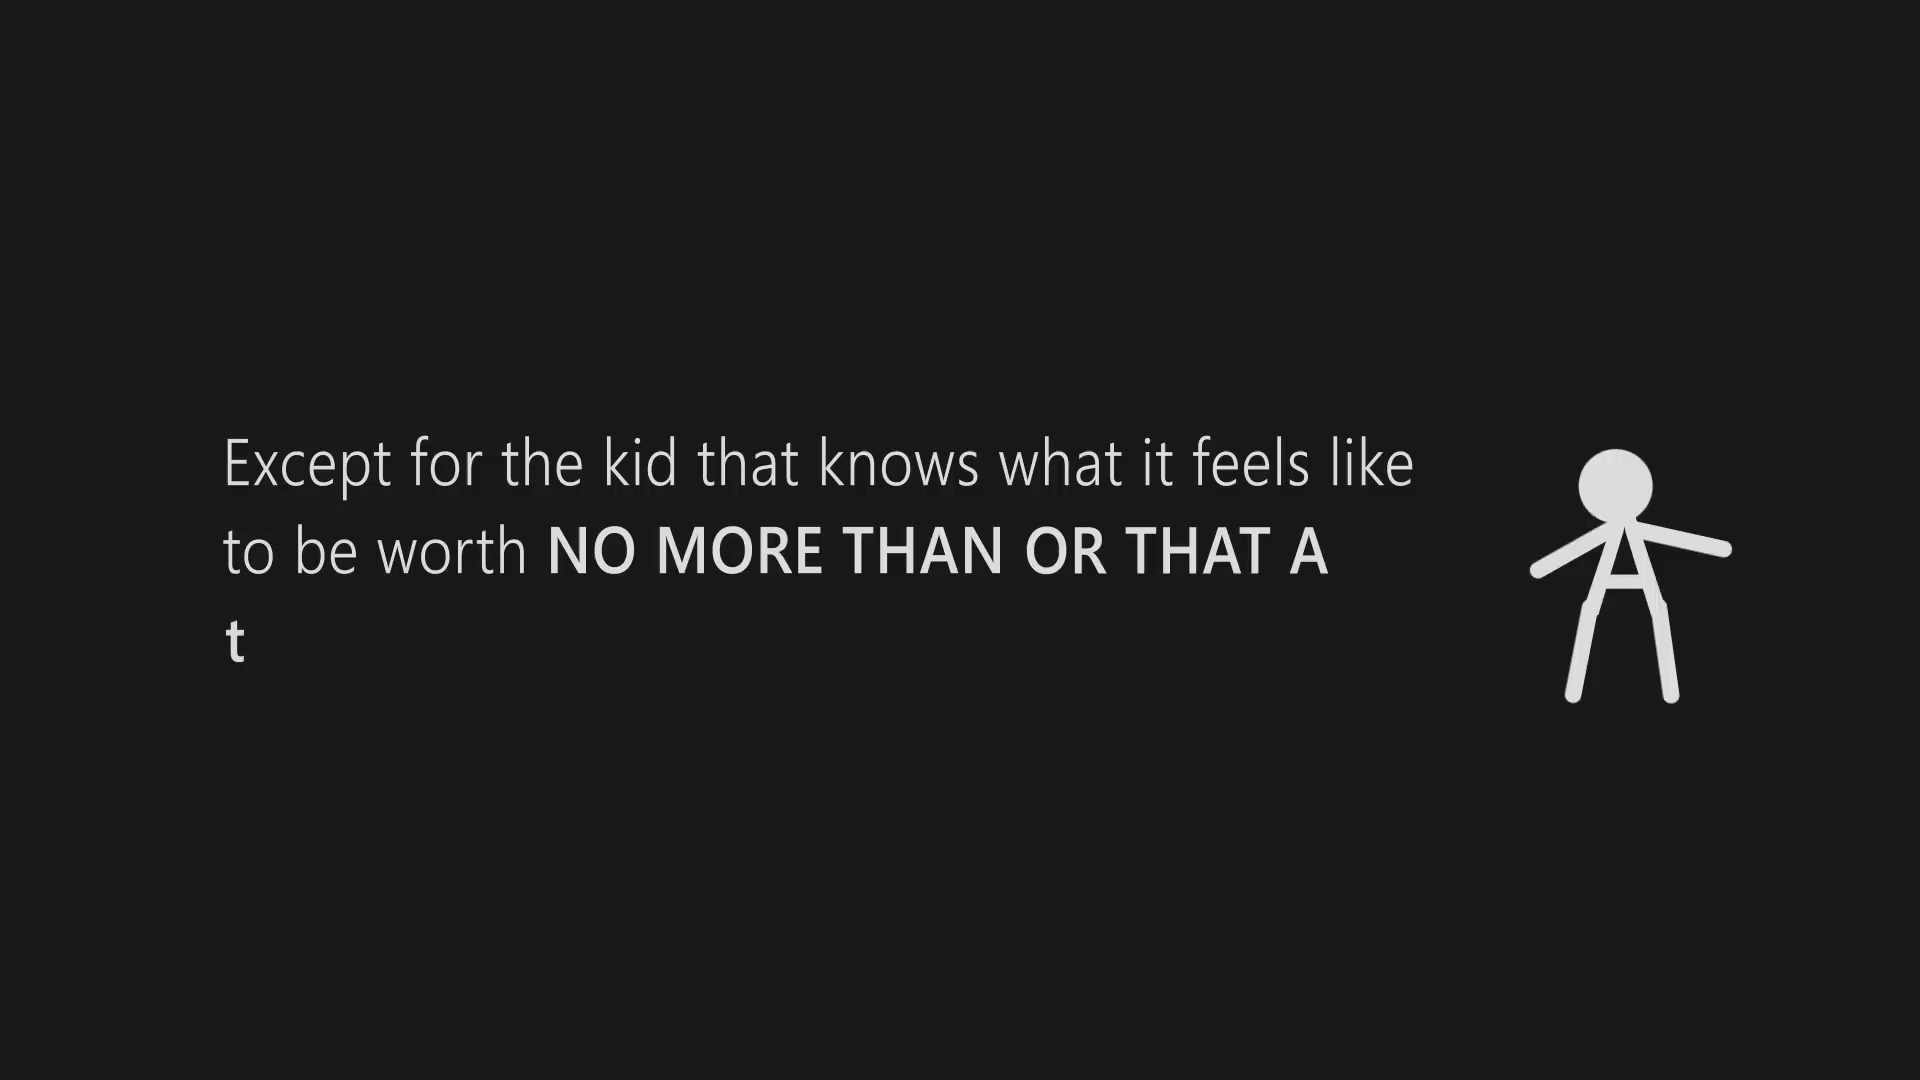 Except for the kid that knows what it feels like
to be worth NO MORE THAN OR THAT A
t
A